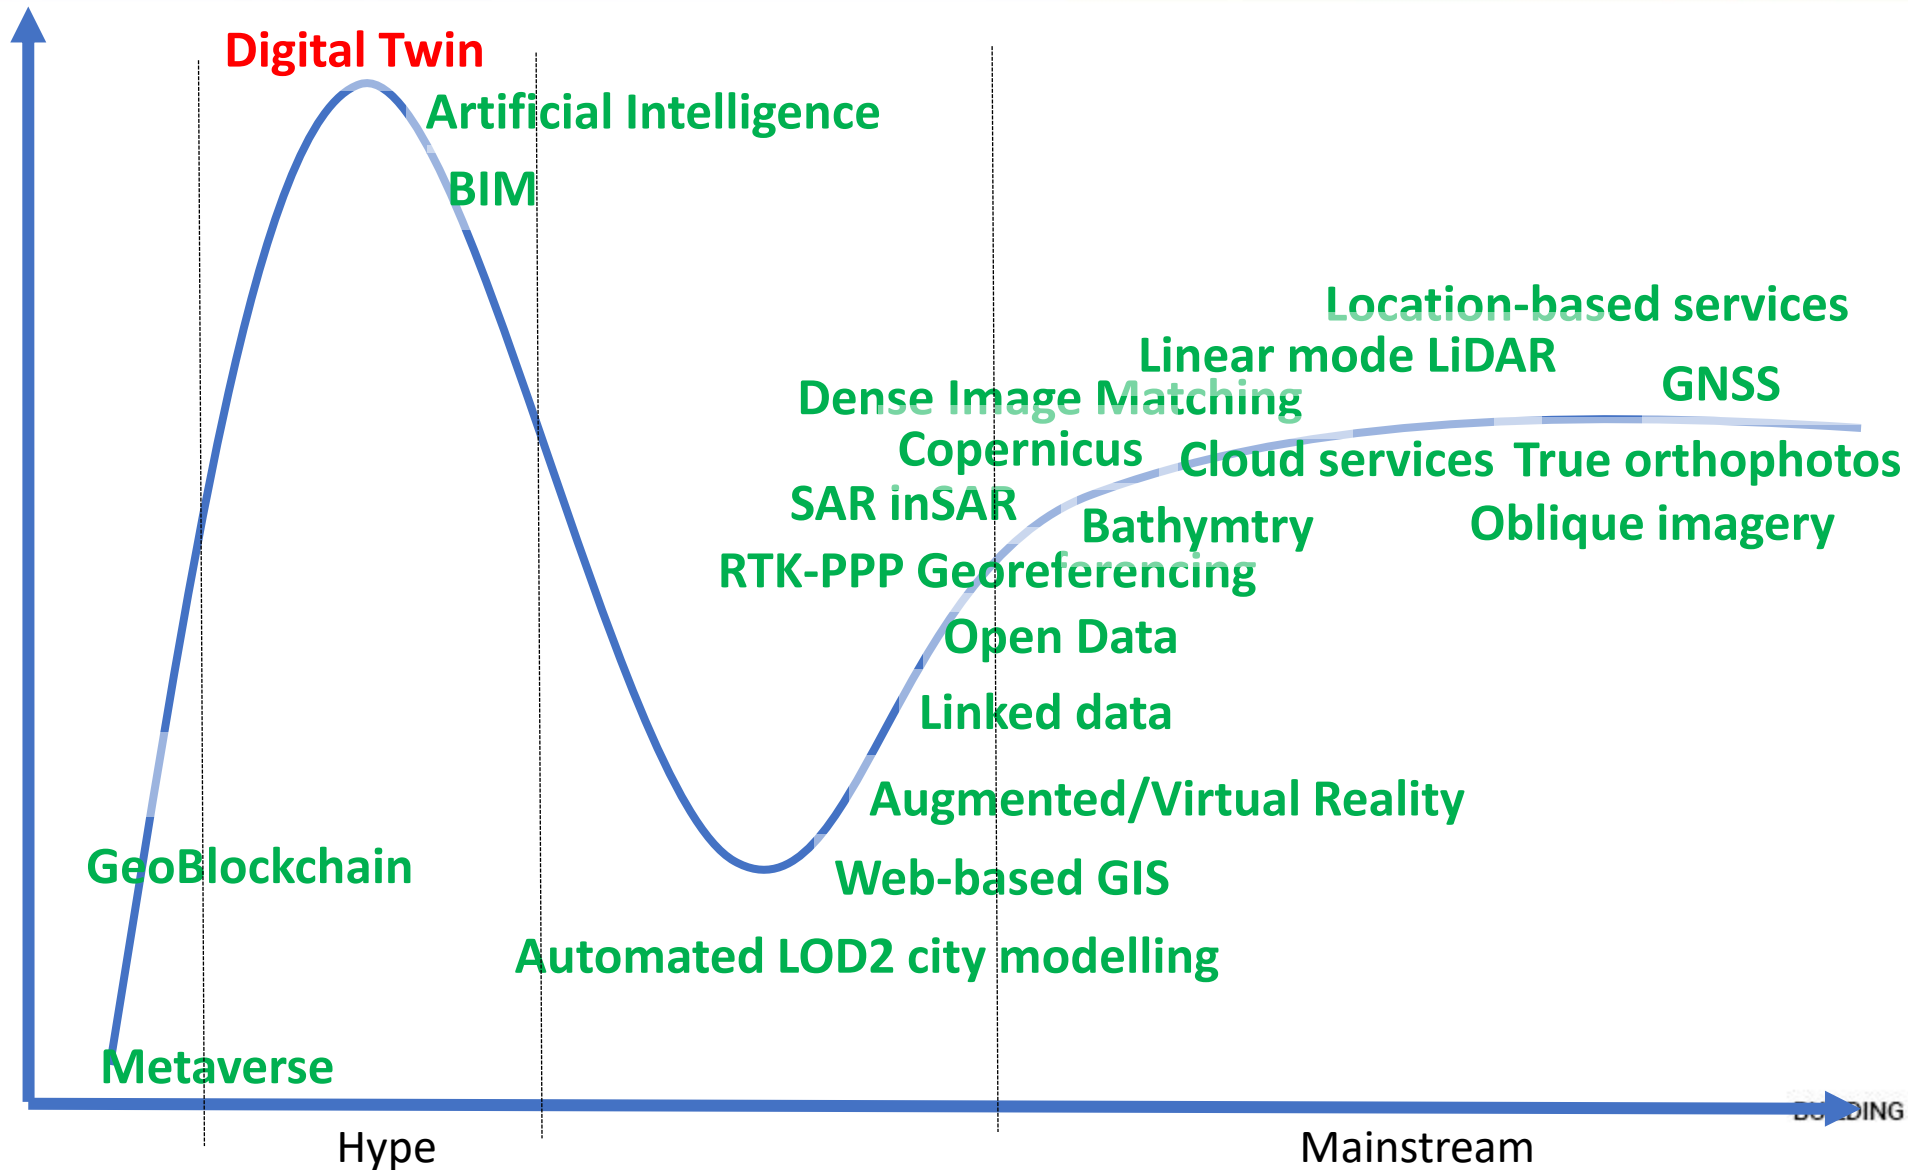 Digital Twin
Artificial Intelligence
BIM
Location-based services
Linear mode LiDAR
GNSS
Dense Image Matching
Copernicus
Cloud services
True orthophotos
SAR inSAR
Bathymtry
Oblique imagery
RTK-PPP Georeferencing
Open Data
Linked data
Augmented/Virtual Reality
GeoBlockchain
Web-based GIS
Automated LOD2 city modelling
Metaverse
Hype
Mainstream